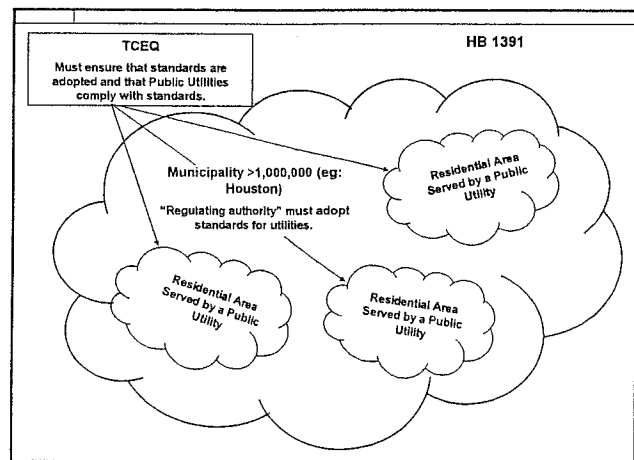 TCEQ
Must ensure that standards are
adopted and that Public Utilities
comply with standards.
HB 1391
Municipality >1,000,000 (eg:
Houston)
"Regulating authority" must adopt
standards for utilities.
Residential Area
Served by a Public
Utility
Residential Area
Served by a Public
Utility
Residential Area
Served by a Public
Utility